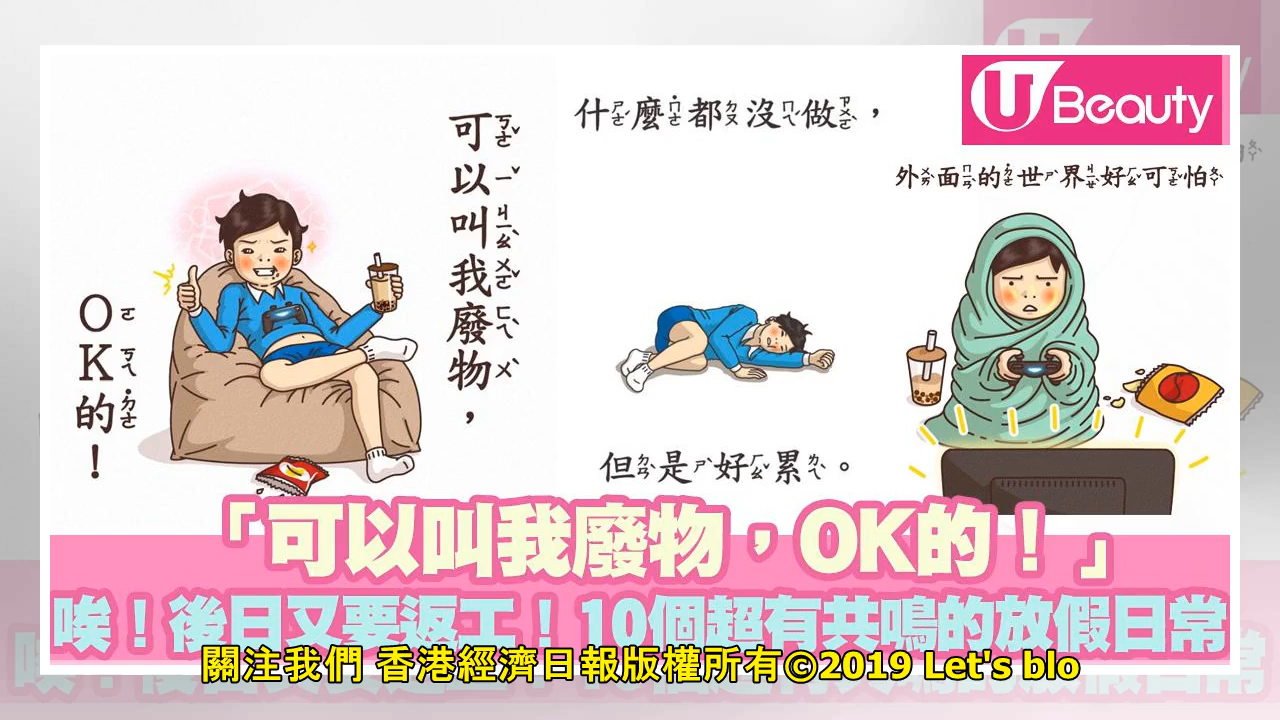 可以叫我廢物，
OK的！
什麼都沒做，
但是好累。
U Beauty
外面的世界好可怕
「可以叫我廢物，OK的！」
唉！後日又要返工！10個超有共鳴的放假日常
關注我們 香港經濟日報版權所有©2019 Let's blo